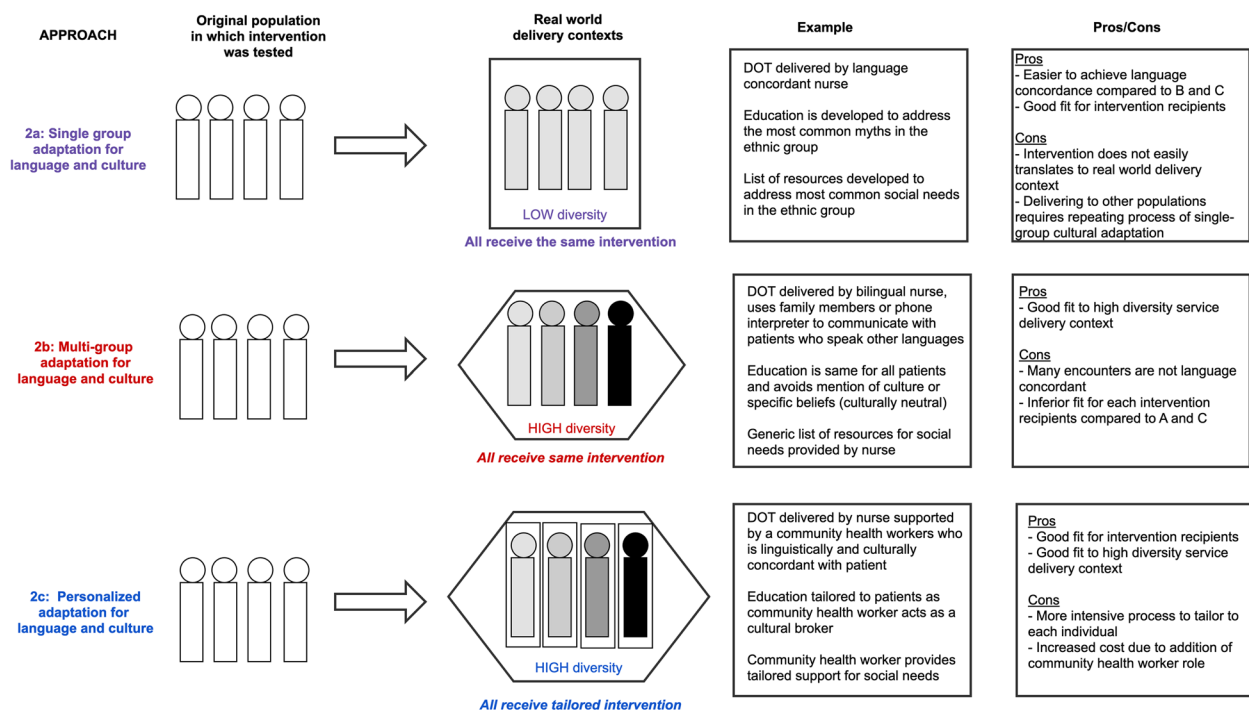 APPROACH
Original population
in which intervention
was tested
Real world
delivery contexts
Example
Pros/Cons
2a: Single group
adaptation for
language and culture
LOW diversity
All receive the same intervention
DOT delivered by language
concordant nurse
Education is developed to address
the most common myths in the
ethnic group
List of resources developed to
address most common social needs
in the ethnic group
Pros
- Easier to achieve language
concordance compared to B and C
- Good fit for intervention recipients
Cons
- Intervention does not easily
translates to real world delivery
context
- Delivering to other populations
requires repeating process of single-
group cultural adaptation
2b: Multi-group
adaptation for
language and culture
HIGH diversity
All receive same intervention
DOT delivered by bilingual nurse,
uses family members or phone
interpreter to communicate with
patients who speak other languages
Education is same for all patients
and avoids mention of culture or
specific beliefs (culturally neutral)
Generic list of resources for social
needs provided by nurse
Pros
- Good fit to high diversity service
delivery context
Cons
- Many encounters are not language
concordant
- Inferior fit for each intervention
recipients compared to A and C
2c: Personalized
adaptation for
language and culture
HIGH diversity
All receive tailored intervention
DOT delivered by nurse supported
by a community health workers who
is linguistically and culturally
concordant with patient
Education tailored to patients as
community health worker acts as a
cultural broker
Community health worker provides
tailored support for social needs
Pros
- Good fit for intervention recipients
- Good fit to high diversity service
delivery context
Cons
- More intensive process to tailor to
each individual
- Increased cost due to addition of
community health worker role